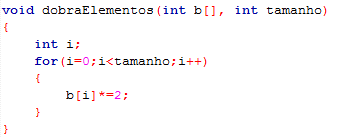 void dobraElementos(int b[], int tamanho)
{
    int i;
    for(i=0;i<tamanho;i++)
    {
        b[i]*=2;
    }
}